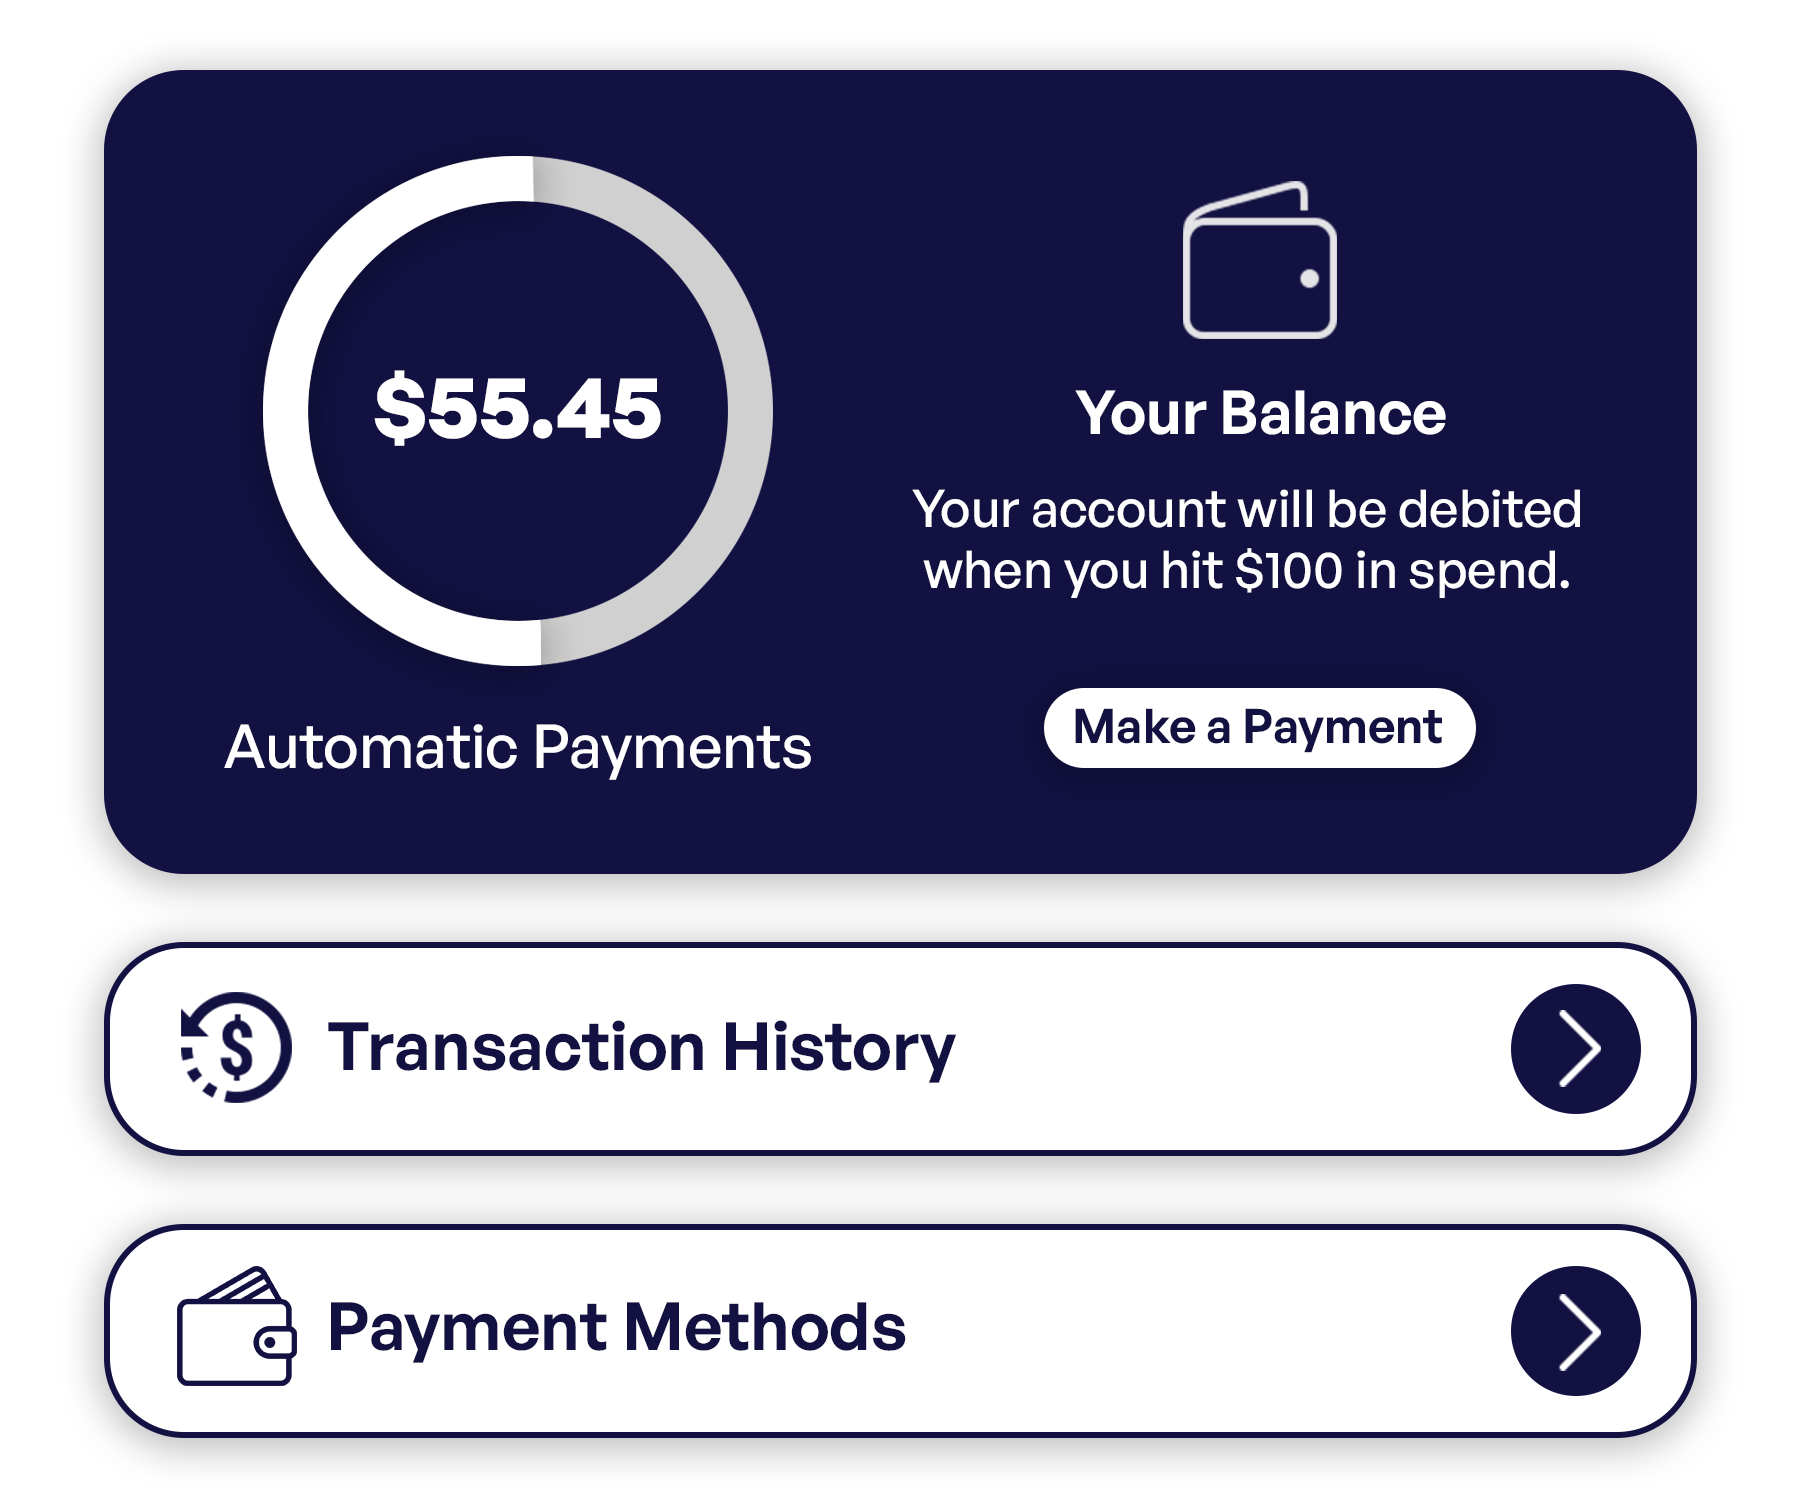 $55.45
Automatic Payments
Your Balance
Your account will be debited
when you hit $100 in spend.
Make a Payment
$ Transaction History
Payment Methods